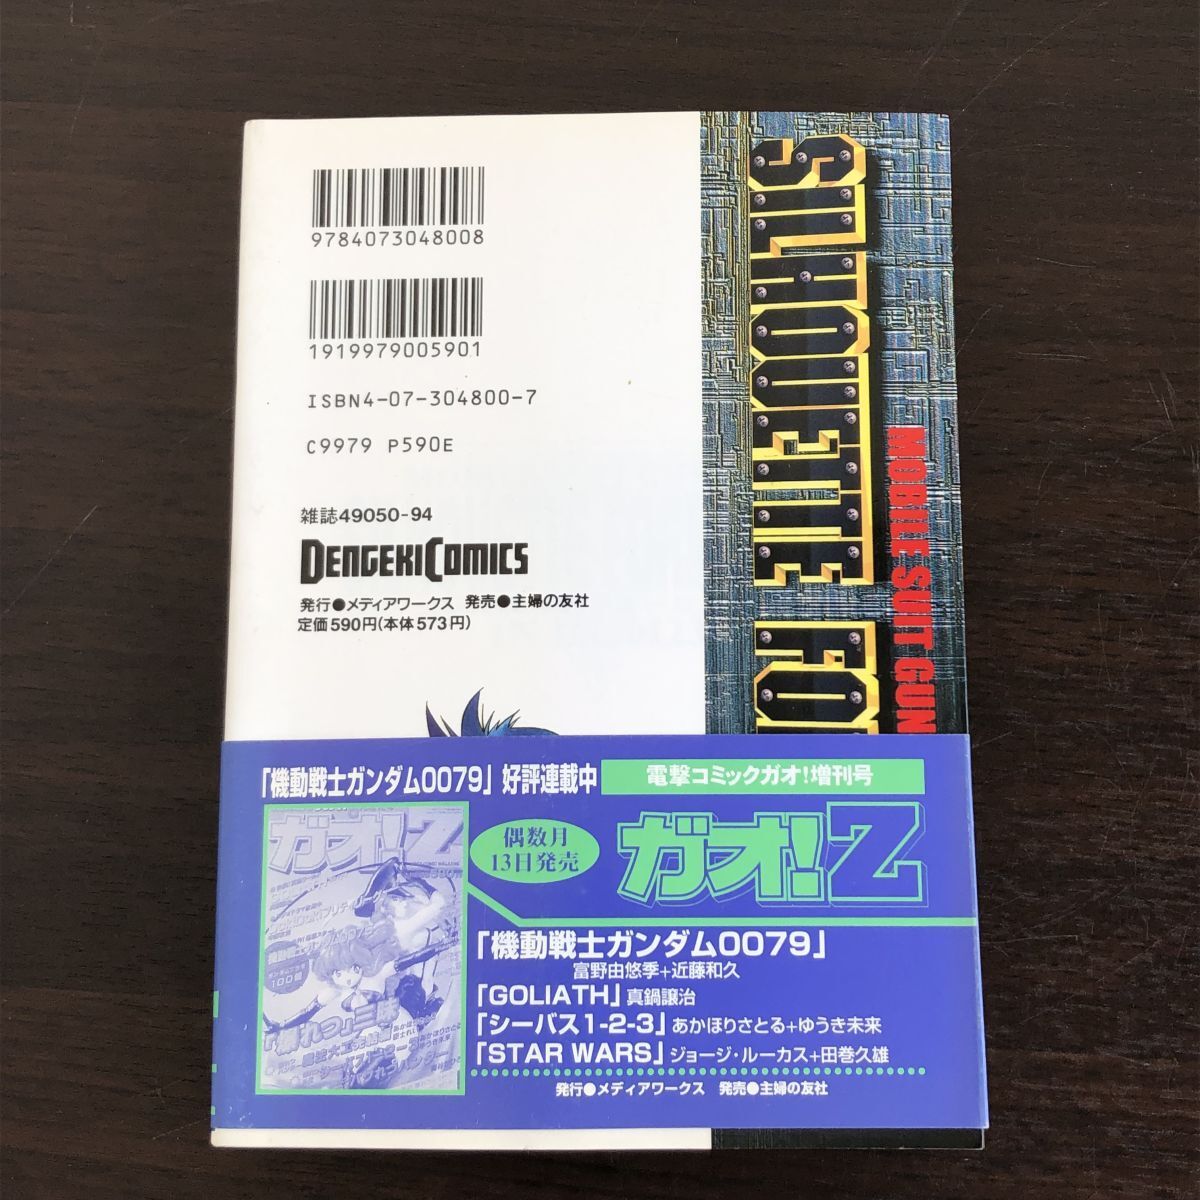 9784073048008
1919979005901
ISBN4-07-304800-7
C9979 P590E
雑誌49050-94
DENGEKI COMICS
発行●メディアワークス 発売●主婦の友社
定価590円(本体573円)
SILHOUETTE FO
MOBILE SUIT GUN
「機動戦士ガンダム0079」好評連載中
電撃コミックガオ!増刊号
ガオ!Z
偶数月
13日発売
ガオ!Z
「機動戦士ガンダム0079」
富野由悠季+近藤和久
「GOLIATH」真鍋譲治
「シーバス1-2-3」あかほりさとる+ゆうき未来
「STAR WARS」ジョージ・ルーカス+田巻久雄
発行●メディアワークス 発売●主婦の友社